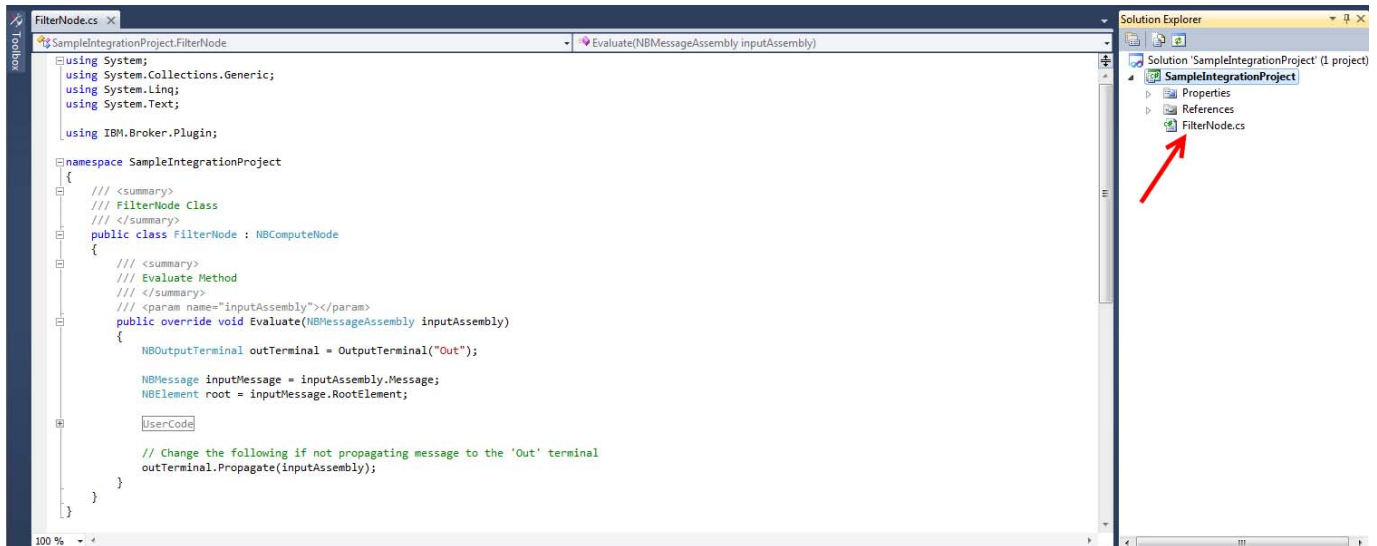 Toolbox
FilterNode.cs
SampleIntegrationProject.FilterNode
Evaluate(NBMessageAssembly inputAssembly)
using System;
using System.Collections.Generic;
using System.Linq;
using System.Text;
using IBM.Broker.Plugin;
namespace SampleIntegrationProject
{
/// <summary>
/// FilterNode Class
/// </summary>
public class FilterNode : NBComputeNode
{
/// <summary>
/// Evaluate Method
/// </summary>
/// <param name="inputAssembly"></param>
public override void Evaluate(NBMessageAssembly inputAssembly)
{
NBOutputTerminal outTerminal = OutputTerminal("Out");
NBMessage inputMessage = inputAssembly.Message;
NBElement root = inputMessage.RootElement;
UserCode
// Change the following if not propagating message to the 'Out' terminal
outTerminal.Propagate(inputAssembly);
}
}
}
100 %
Solution Explorer
Solution 'SampleIntegrationProject' (1 project)
SampleIntegrationProject
Properties
References
FilterNode.cs